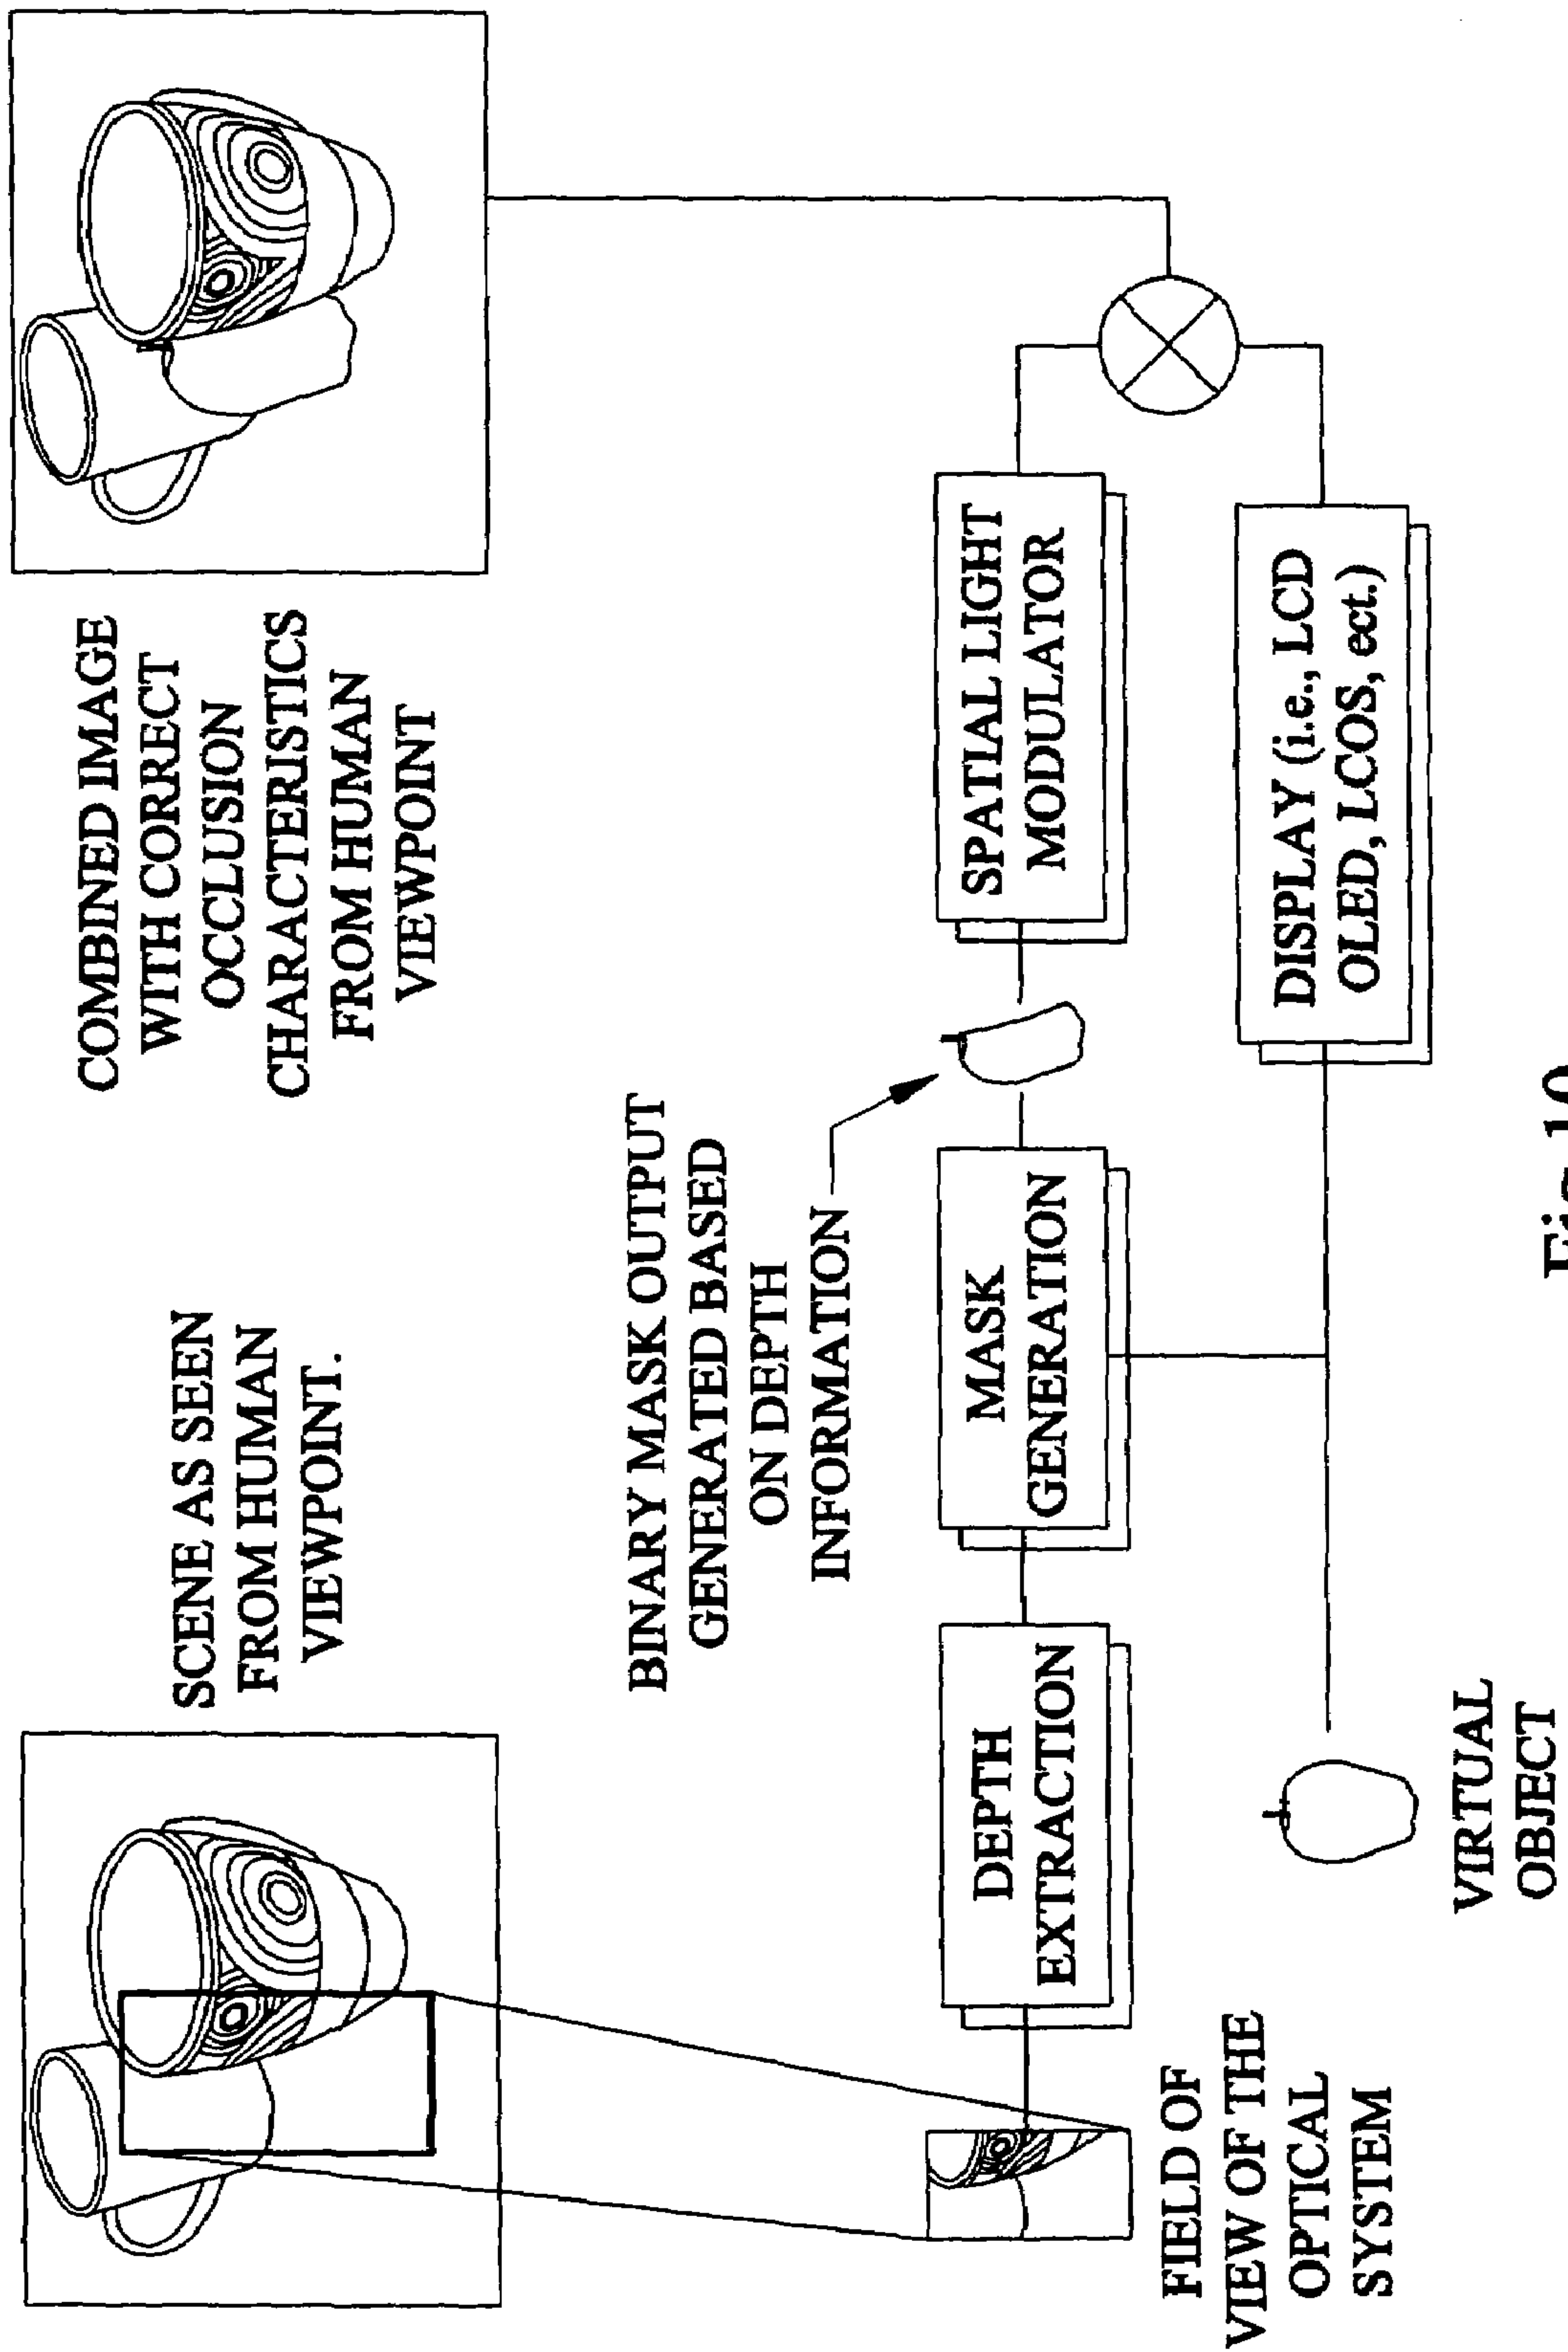 SCENE AS SEEN
FROM HUMAN
VIEWPOINT.
COMBINED IMAGE
WITH CORRECT
OCCLUSION
CHARACTERISTICS
FROM HUMAN
VIEWPOINT
BINARY MASK OUTPUT
GENERATED BASED
ON DEPTH
INFORMATION
DEPTH
EXTRACTION
MASK
GENERATION
SPATIAL LIGHT
MODULATOR
FIELD OF
VIEW OF THE
OPTICAL
SYSTEM
VIRTUAL
OBJECT
DISPLAY (i.e., LCD
OLED, LCOS, ect.)